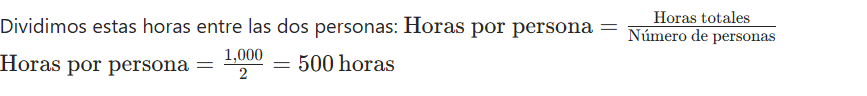 Dividimos estas horas entre las dos personas: Horas por persona = Horas totales / Número de personas
Horas por persona = 1,000 / 2 = 500 horas